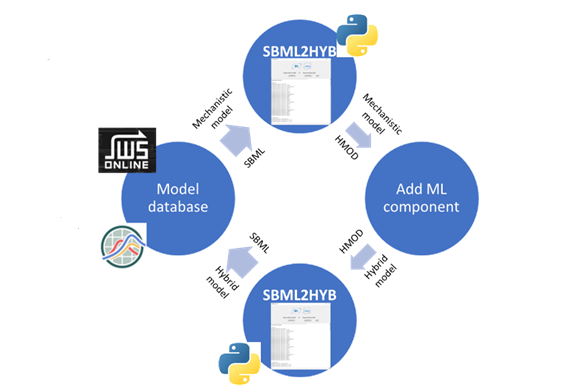 SBML2HYB
Mechanistic
model
SBML
Mechanistic
model
HMOD
JWS
ONLINE
Model
database
Add ML
component
SBML
Hybrid
model
HMOD
Hybrid
model
SBML2HYB